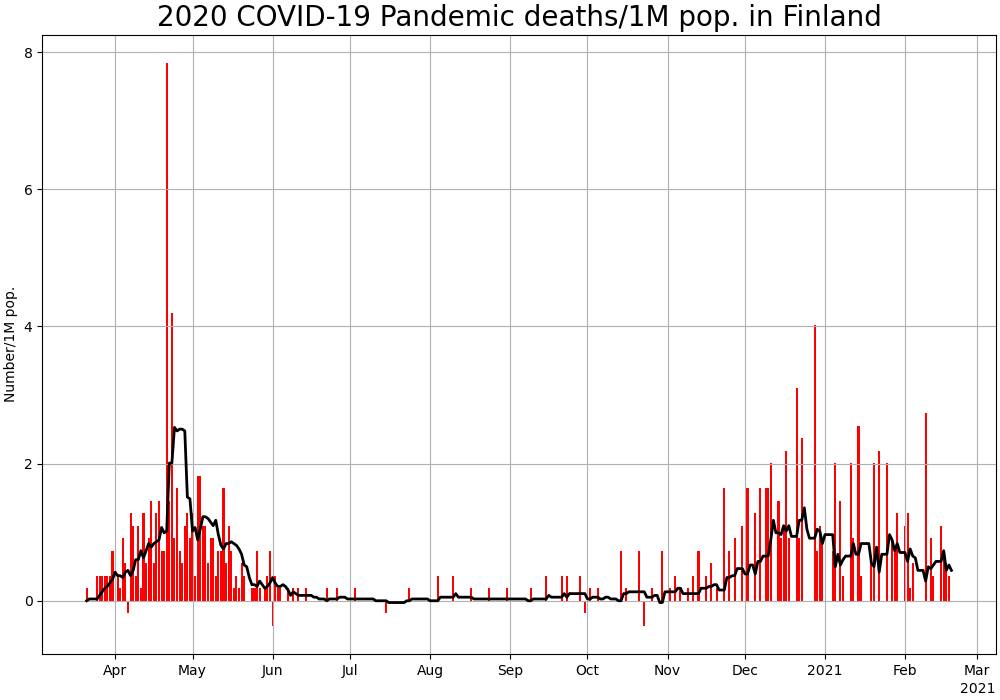 2020 COVID-19 Pandemic deaths/1M pop. in Finland
Number/1M pop.
8
6
4
2
0
Apr May Jun Jul Aug Sep Oct Nov Dec 2021 Feb Mar
2021